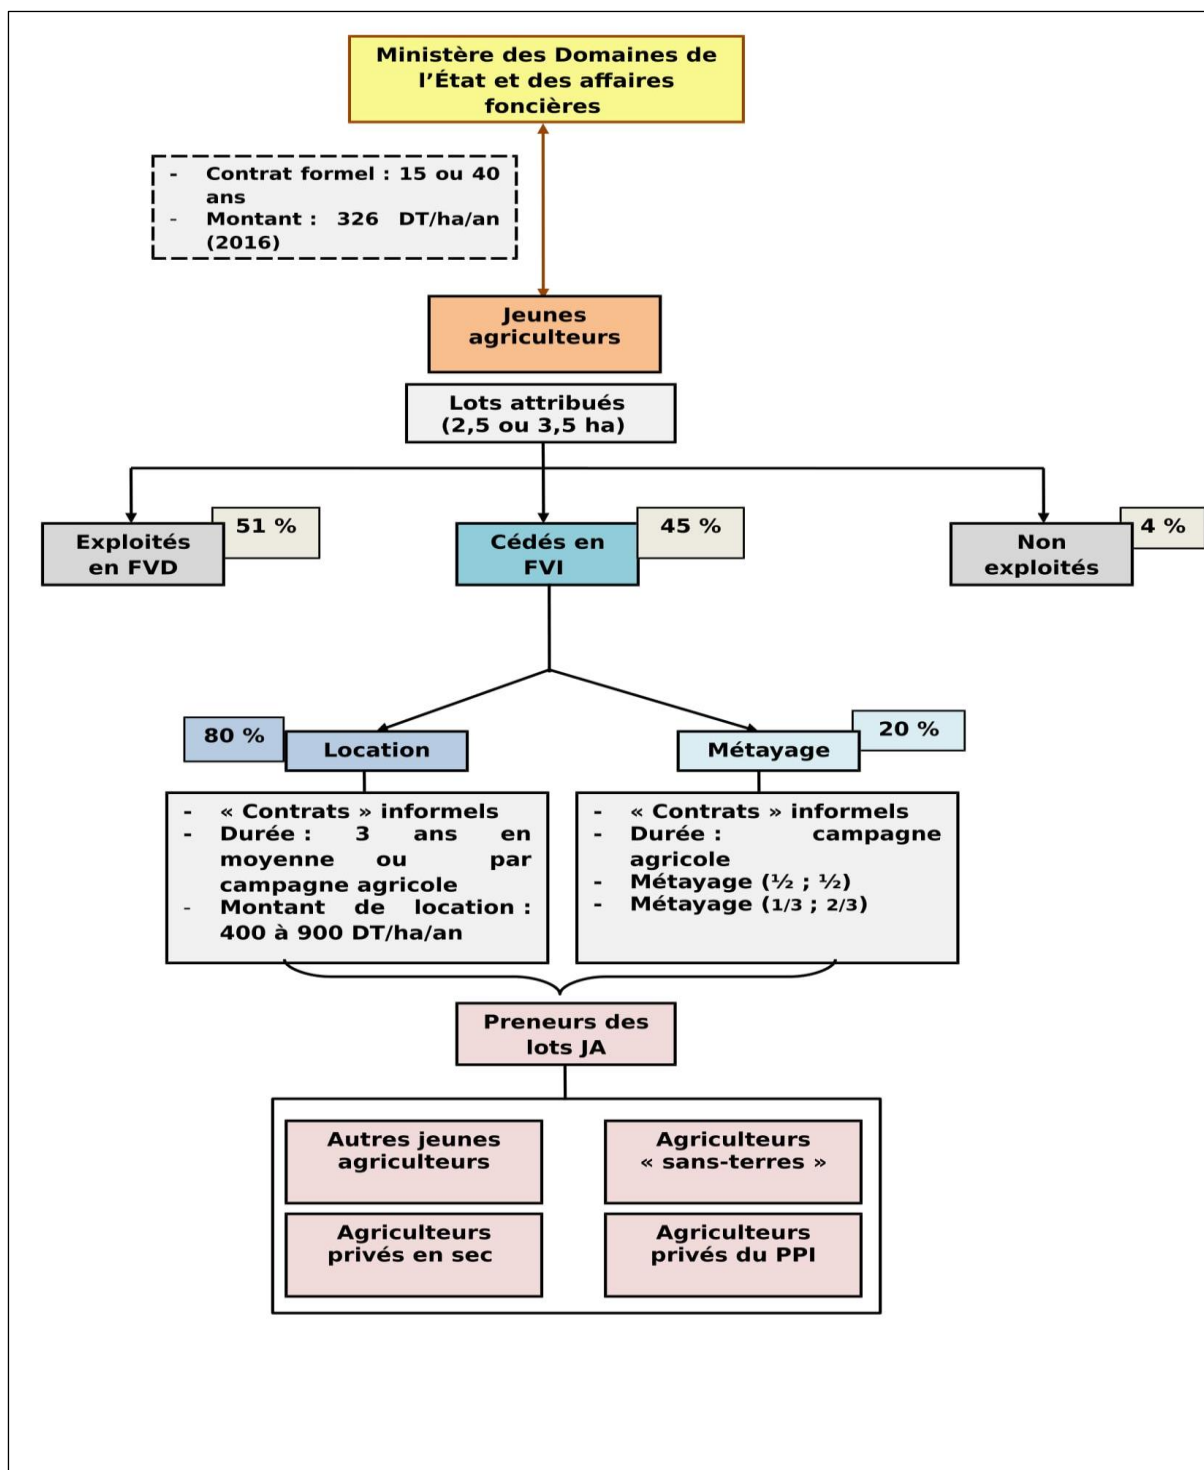 Ministère des Domaines de
l’État et des affaires
foncières
- Contrat formel : 15 ou 40
ans
- Montant : 326 DT/ha/an
(2016)
Jeunes
agriculteurs
Lots attribués
(2,5 ou 3,5 ha)
Exploités
en FVD
51 %
Cédés en
FVI
45 %
Non
exploités
4 %
80 %
Location
Métayage
20 %
- « Contrats » informels
- Durée : 3 ans en
moyenne ou par
campagne agricole
- Montant de location :
400 à 900 DT/ha/an
- « Contrats » informels
- Durée : campagne
agricole
- Métayage (½ ; ½)
- Métayage (1/3 ; 2/3)
Preneurs des
lots JA
Autres jeunes
agriculteurs
Agriculteurs
« sans-terres »
Agriculteurs
privés en sec
Agriculteurs
privés du PPI